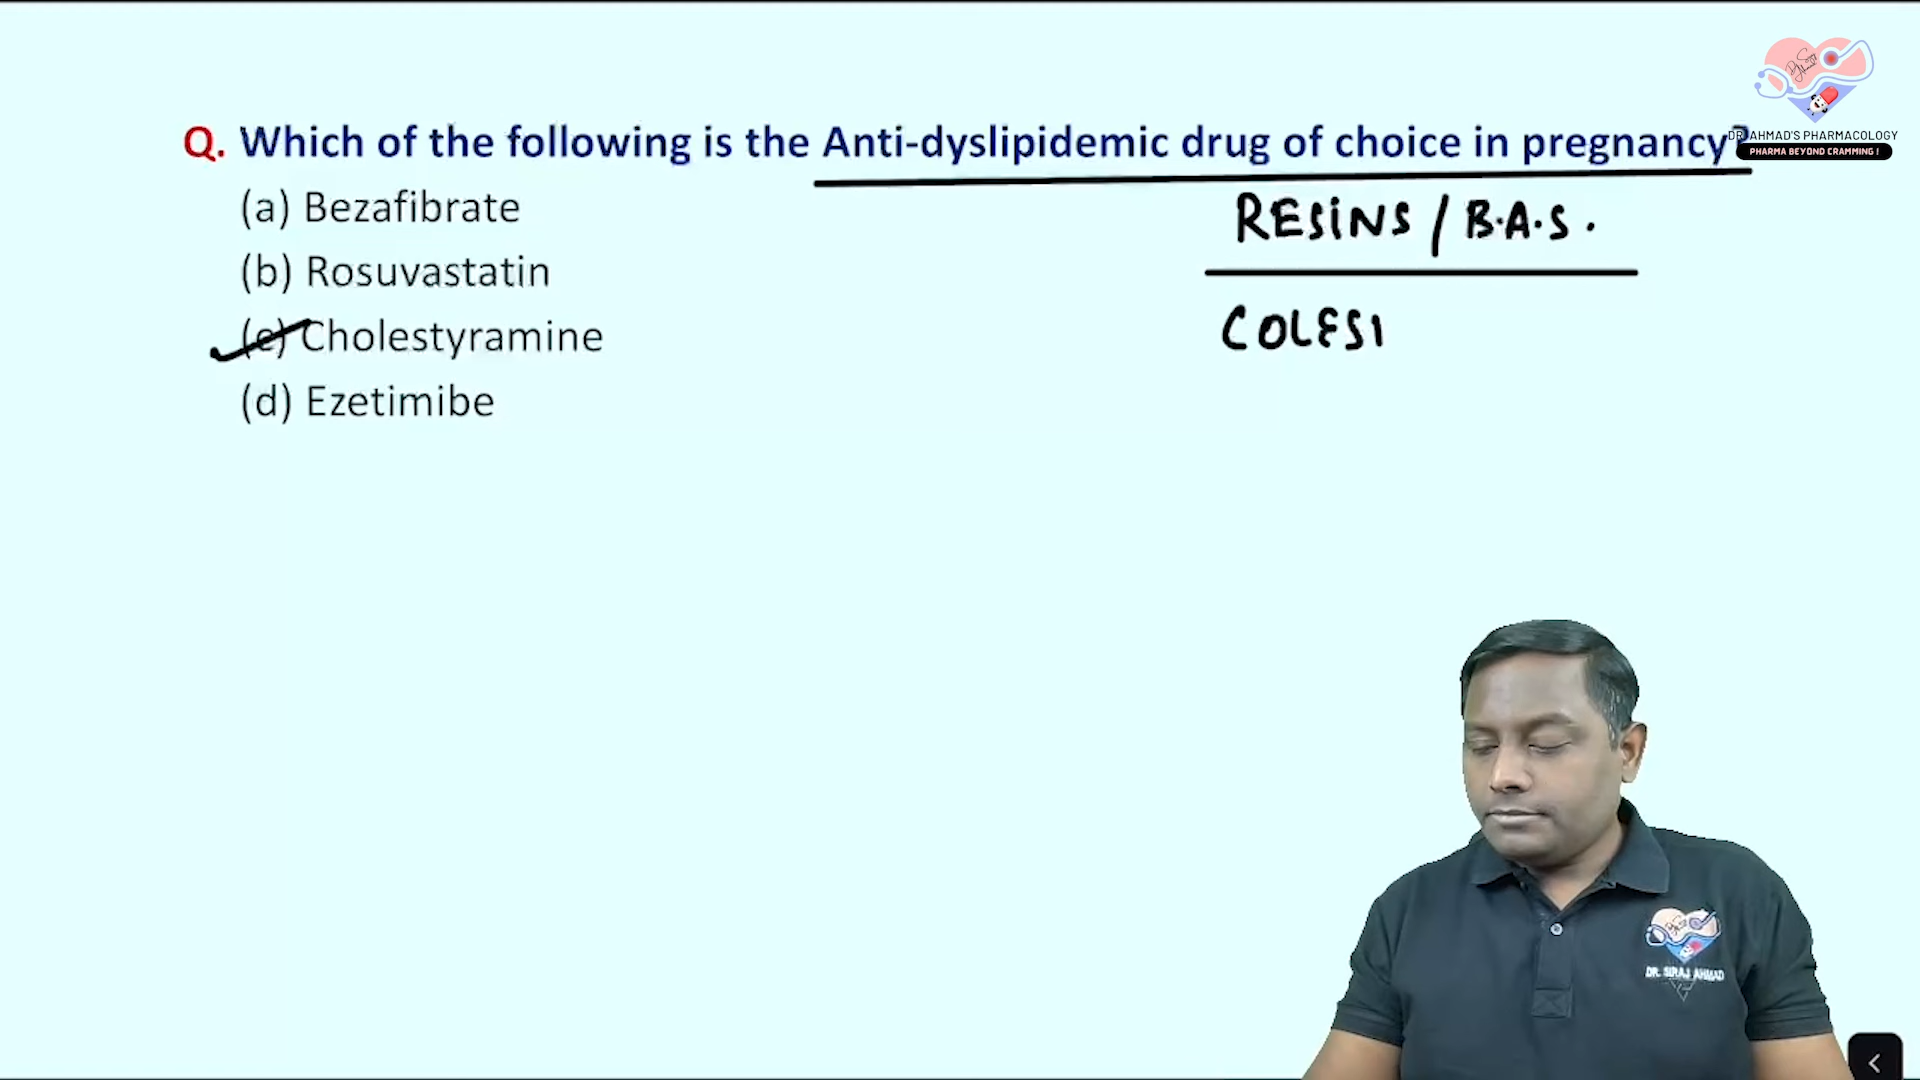 Q. Which of the following is the Anti-dyslipidemic drug of choice in pregnancy?
(a) Bezafibrate
(b) Rosuvastatin
(c) Cholestyramine
(d) Ezetimibe
RESINS / B.A.S.
COLESI
DR. AHMAD'S PHARMACOLOGY
PHARMA BEYOND CRAMMING !
DR. SIRAJ AHMAD